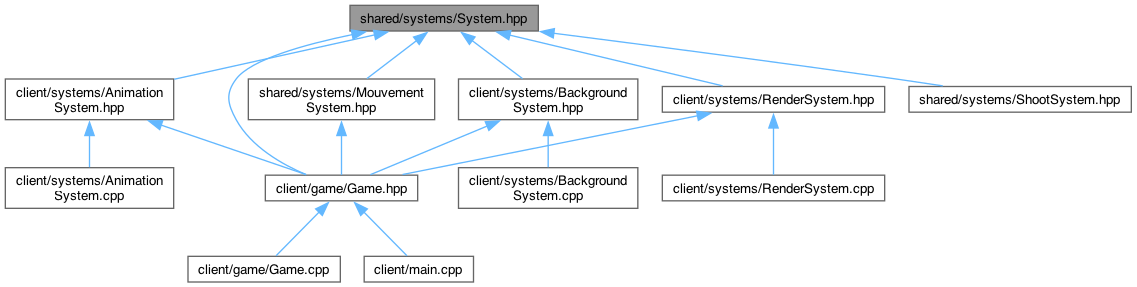 shared/systems/System.hpp
client/systems/Animation
System.hpp
shared/systems/Mouvement
System.hpp
client/systems/Background
System.hpp
client/systems/RenderSystem.hpp
shared/systems/ShootSystem.hpp
client/systems/Animation
System.cpp
client/game/Game.hpp
client/systems/Background
System.cpp
client/systems/RenderSystem.cpp
client/game/Game.cpp
client/main.cpp